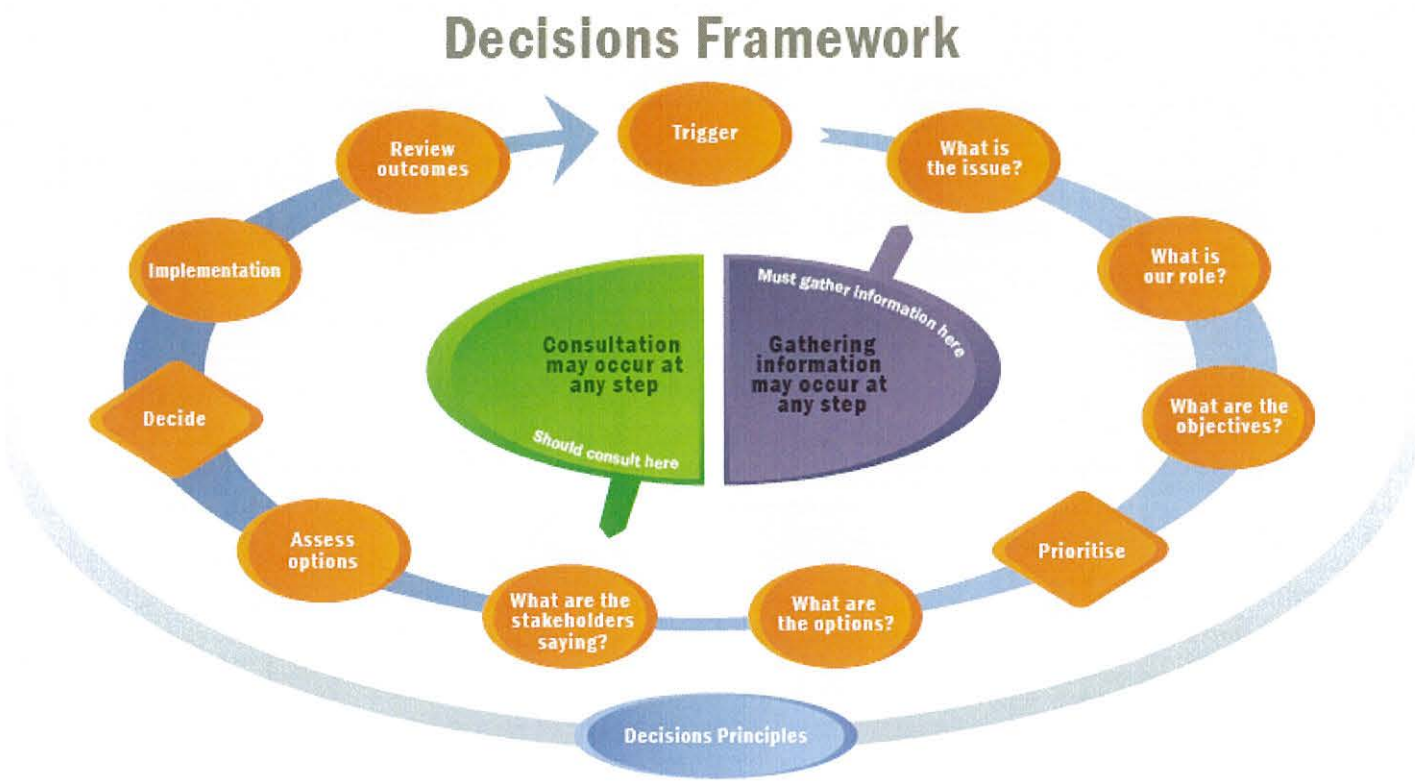 Decisions Framework
Trigger
What is
the issue?
What is
our role?
What are the
objectives?
Prioritise
What are
the options?
What are the
stakeholders
saying?
Assess
options
Decide
Implementation
Review
outcomes
Consultation
may occur at
any step
Should consult here
Must gather information here
Gathering
information
may occur at
any step
Decisions Principles